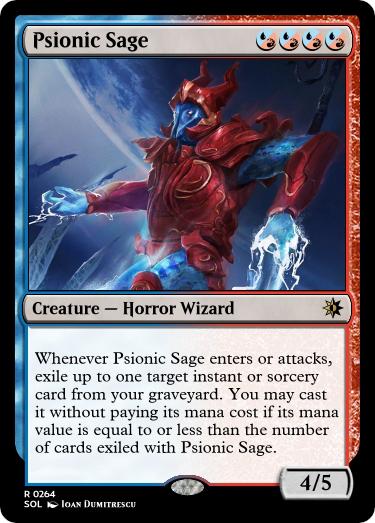 Psionic Sage
Creature — Horror Wizard
Whenever Psionic Sage enters or attacks,
exile up to one target instant or sorcery
card from your graveyard. You may cast
it without paying its mana cost if its mana
value is equal to or less than the number
of cards exiled with Psionic Sage.
4/5
R 0264
SOL Ioan Dumitrescu